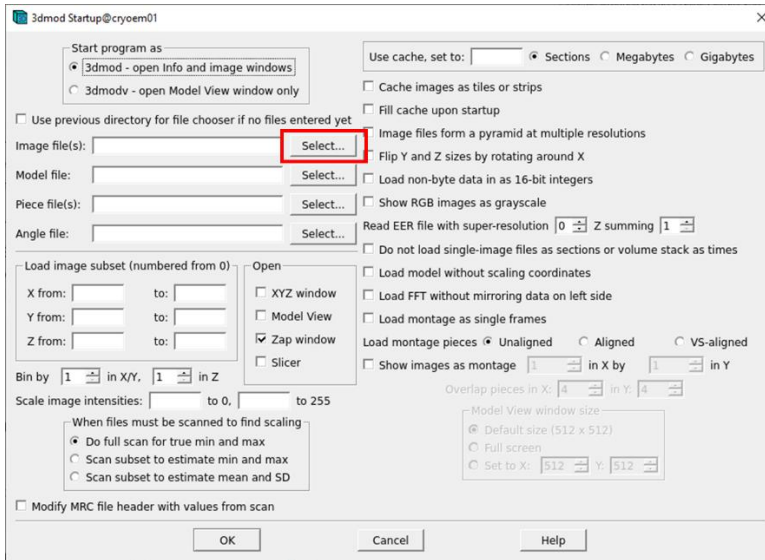 3dmod Startup@cryoem01
Start program as
3dmod - open Info and image windows
3dmodv - open Model View window only
Use previous directory for file chooser if no files entered yet
Image file(s): Select...
Model file: Select...
Piece file(s): Select...
Angle file: Select...
Load image subset (numbered from 0)
X from: to:
Y from: to:
Z from: to:
Open
XYZ window
Model View
Zap window
Slicer
Bin by 1 in X/Y, 1 in Z
Scale image intensities: to 0, to 255
When files must be scanned to find scaling
Do full scan for true min and max
Scan subset to estimate min and max
Scan subset to estimate mean and SD
Modify MRC file header with values from scan
Use cache, set to: Sections Megabytes Gigabytes
Cache images as tiles or strips
Fill cache upon startup
Image files form a pyramid at multiple resolutions
Flip Y and Z sizes by rotating around X
Load non-byte data in as 16-bit integers
Show RGB images as grayscale
Read EER file with super-resolution 0 Z summing 1
Do not load single-image files as sections or volume stack as times
Load model without scaling coordinates
Load FFT without mirroring data on left side
Load montage as single frames
Load montage pieces Unaligned Aligned VS-aligned
Show images as montage 1 in X by 1 in Y
Overlap pieces in X: 4 in Y: 4
Model View window size
Default size (512 x 512)
Full screen
Set to X: 512 Y: 512
OK Cancel Help